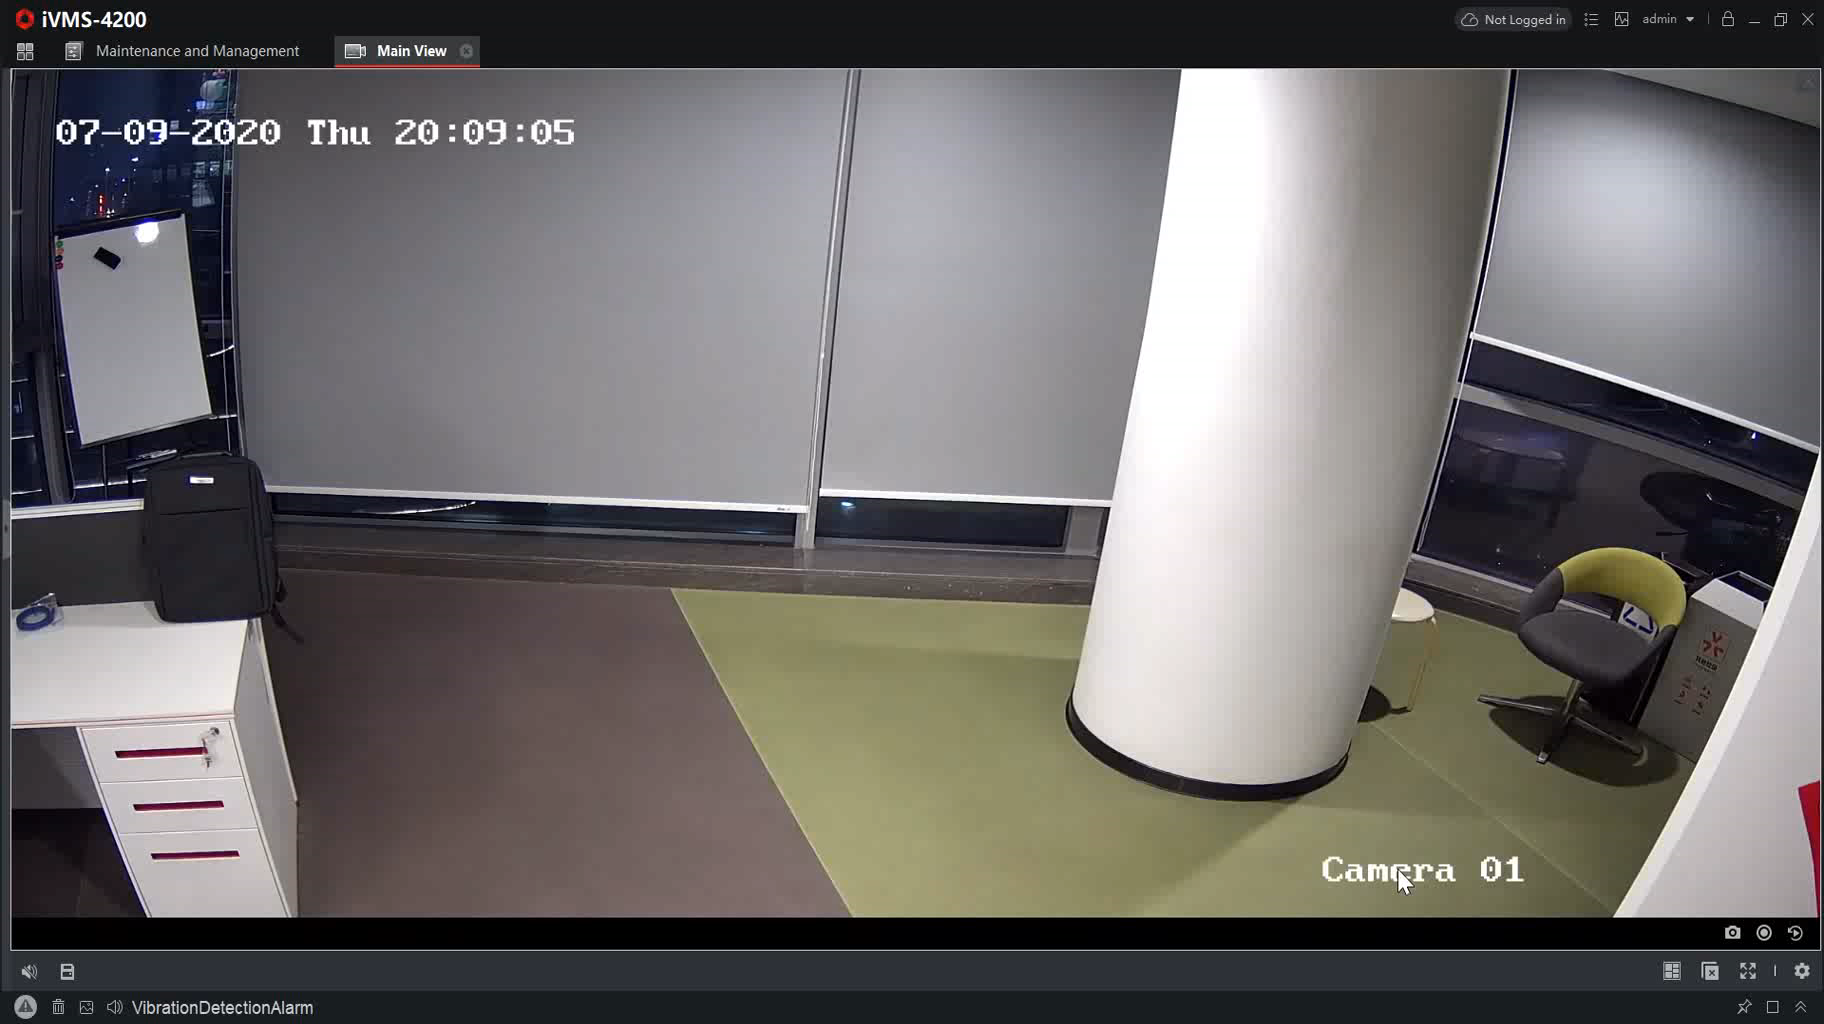 iVMS-4200
Not Logged in
admin
Maintenance and Management
Main View
07-09-2020 Thu 20:09:05
Camera 01
VibrationDetectionAlarm